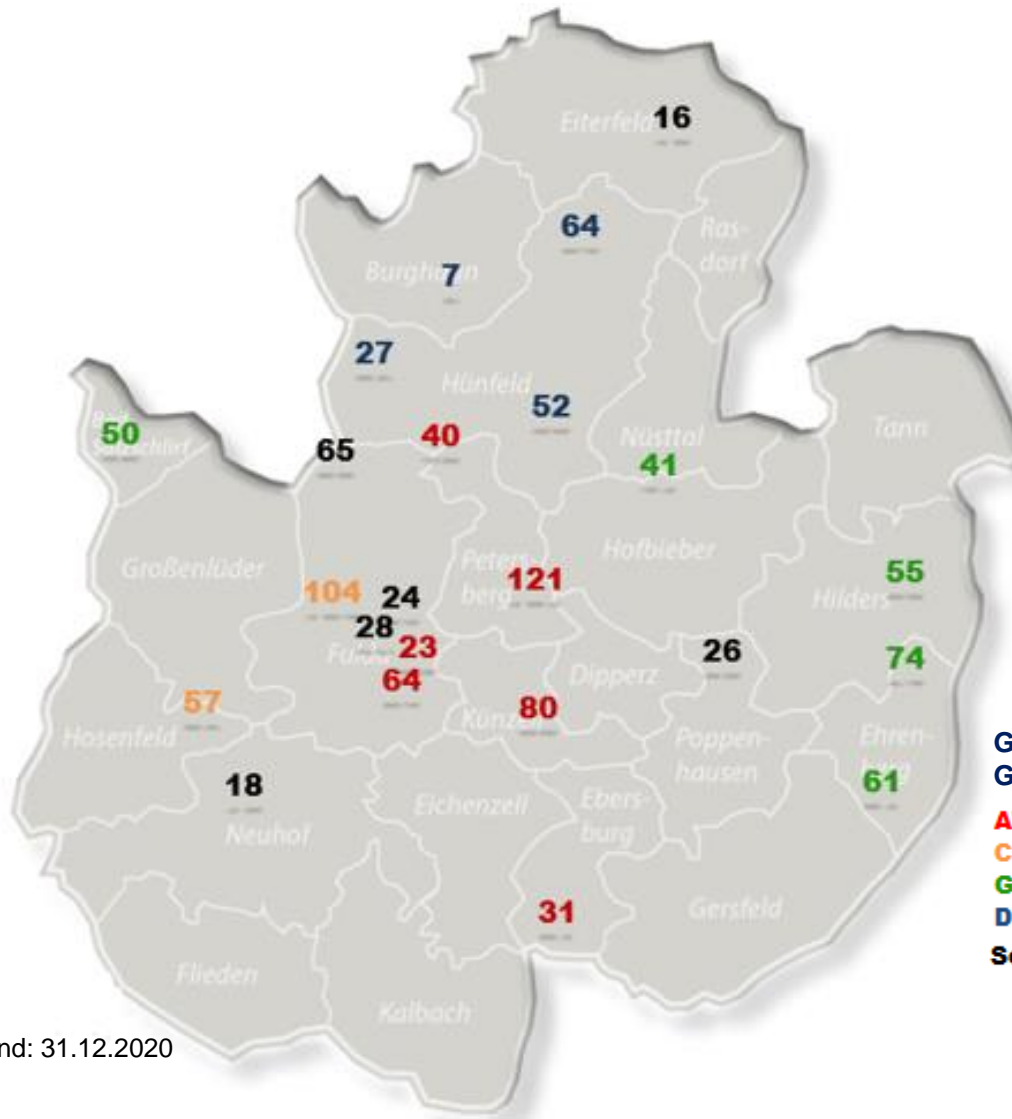 Eiterfeld 16
64
Ras-
dorf
Burghaun
7
27
Hünfeld
52
50
65
40
Nüsttal
41
Tann
Großenlüder
Peters-
berg
121
Hofbieber
55
Hilders
104
24
28
Fulda
23
64
26
74
Dipperz
57
80
Künzell
Hosenfeld
Poppen-
hausen
Ehren-
61
18
Neuhof
Eichenzell
Ebers-
burg
31
Gersfeld
Flieden
Kalbach
G
G
A
C
G
D
nd: 31.12.2020